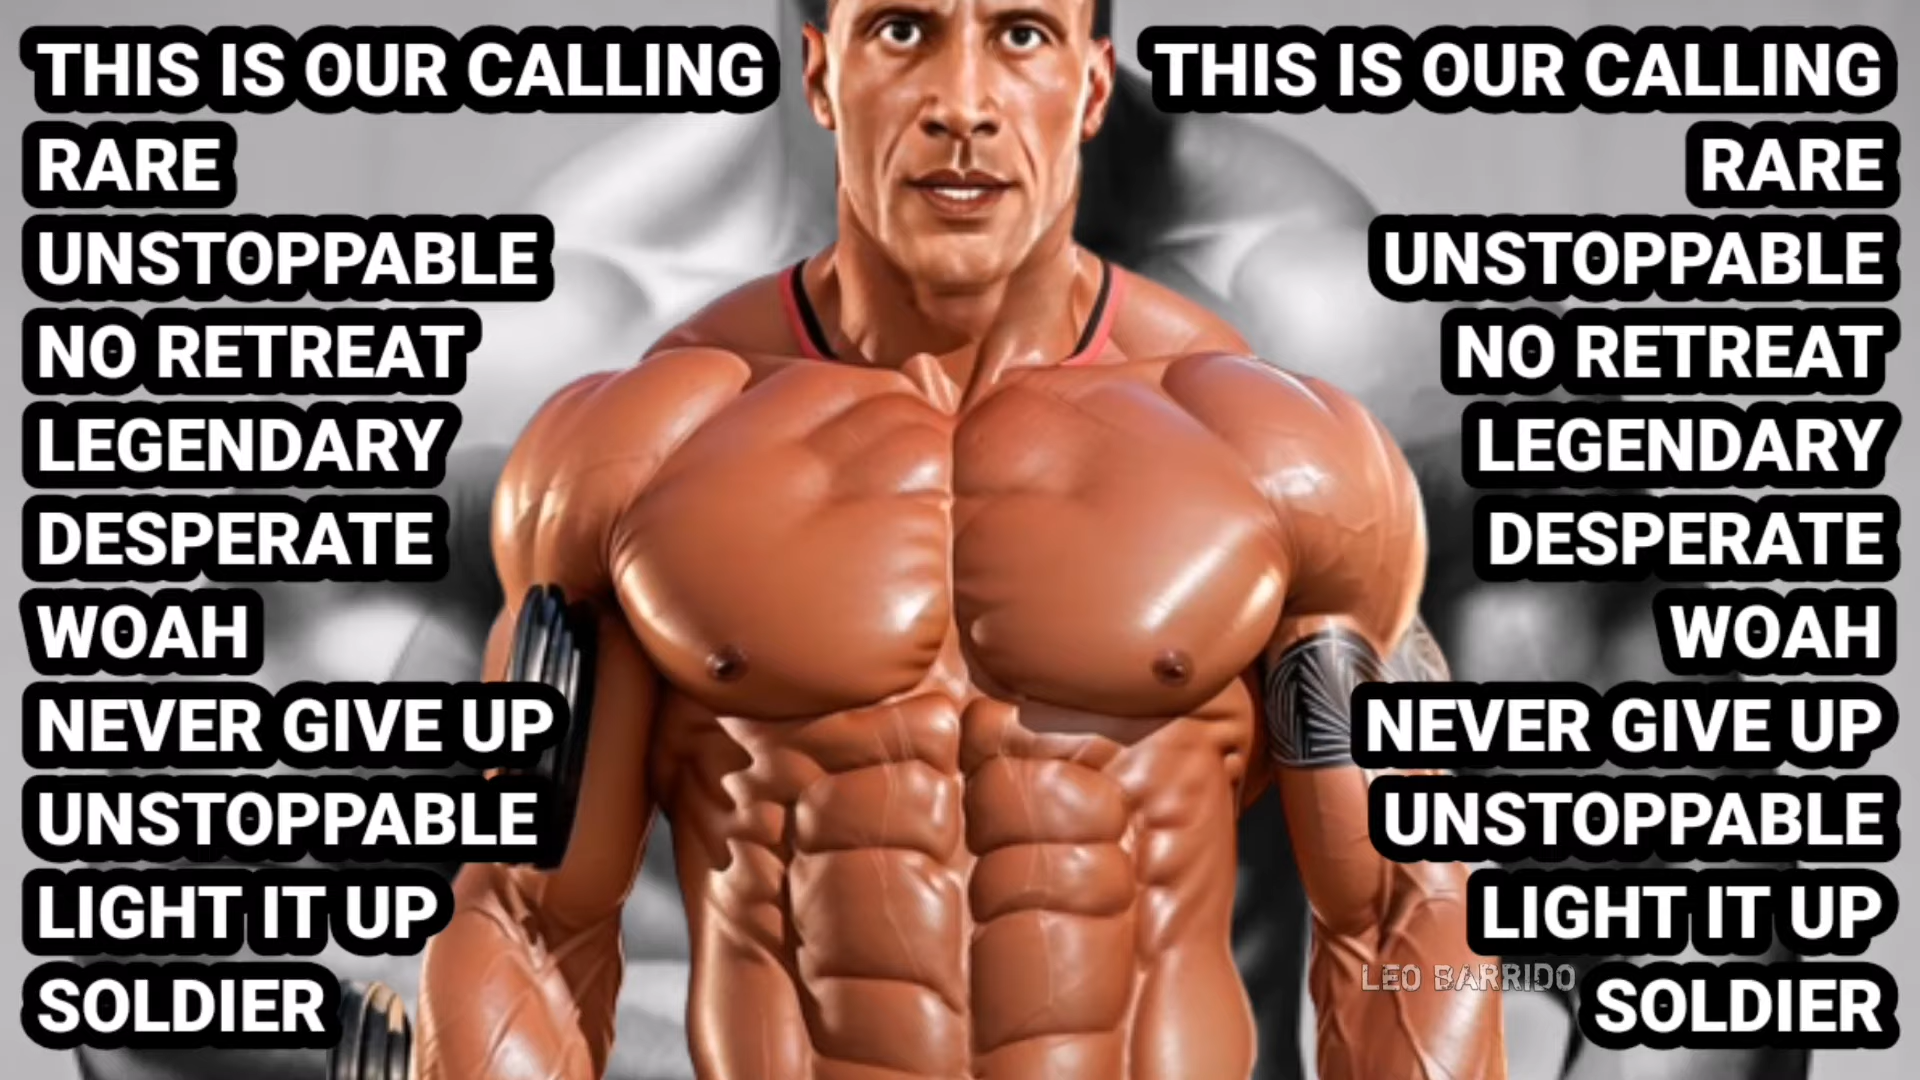 THIS IS OUR CALLING
RARE
UNSTOPPABLE
NO RETREAT
LEGENDARY
DESPERATE
WOAH
NEVER GIVE UP
UNSTOPPABLE
LIGHT IT UP
SOLDIER
THIS IS OUR CALLING
RARE
UNSTOPPABLE
NO RETREAT
LEGENDARY
DESPERATE
WOAH
NEVER GIVE UP
UNSTOPPABLE
LIGHT IT UP
SOLDIER
LEO BARRIDO